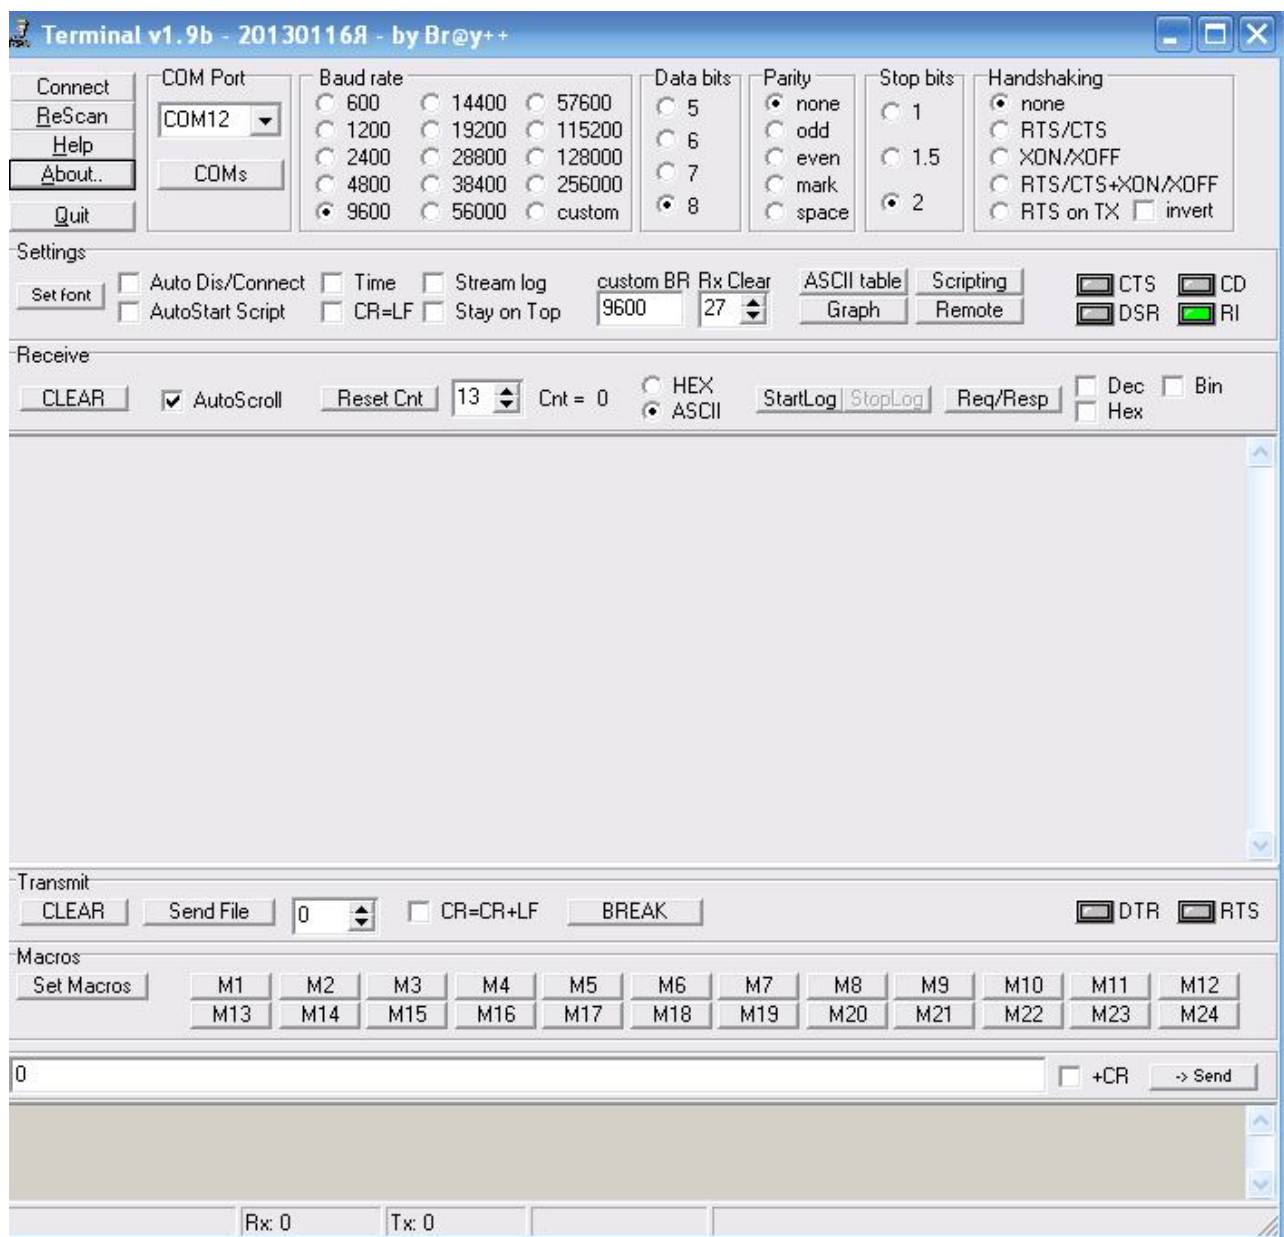 Terminal v1.9b - 20130116Я - by Br@y++
Connect
ReScan
Help
About..
Quit
COM Port
COM12
COMs
Baud rate
600 14400 57600
1200 19200 115200
2400 28800 128000
4800 38400 256000
9600 56000 custom
Data bits
5
6
7
8
Parity
none
odd
even
mark
space
Stop bits
1
1.5
2
Handshaking
none
RTS/CTS
XON/XOFF
RTS/CTS+XON/XOFF
RTS on TX invert
Settings
Set font
Auto Dis/Connect Time Stream log
AutoStart Script CR=LF Stay on Top
custom BR Rx Clear
9600 27
ASCII table Scripting
Graph Remote
CTS CD
DSR RI
Receive
CLEAR AutoScroll Reset Cnt 13 Cnt = 0
HEX
ASCII
StartLog StopLog Req/Resp
Dec Bin
Hex
Transmit
CLEAR Send File 0 CR=CR+LF BREAK DTR RTS
Macros
Set Macros M1 M2 M3 M4 M5 M6 M7 M8 M9 M10 M11 M12
M13 M14 M15 M16 M17 M18 M19 M20 M21 M22 M23 M24
0 +CR -> Send
Rx: 0 Tx: 0